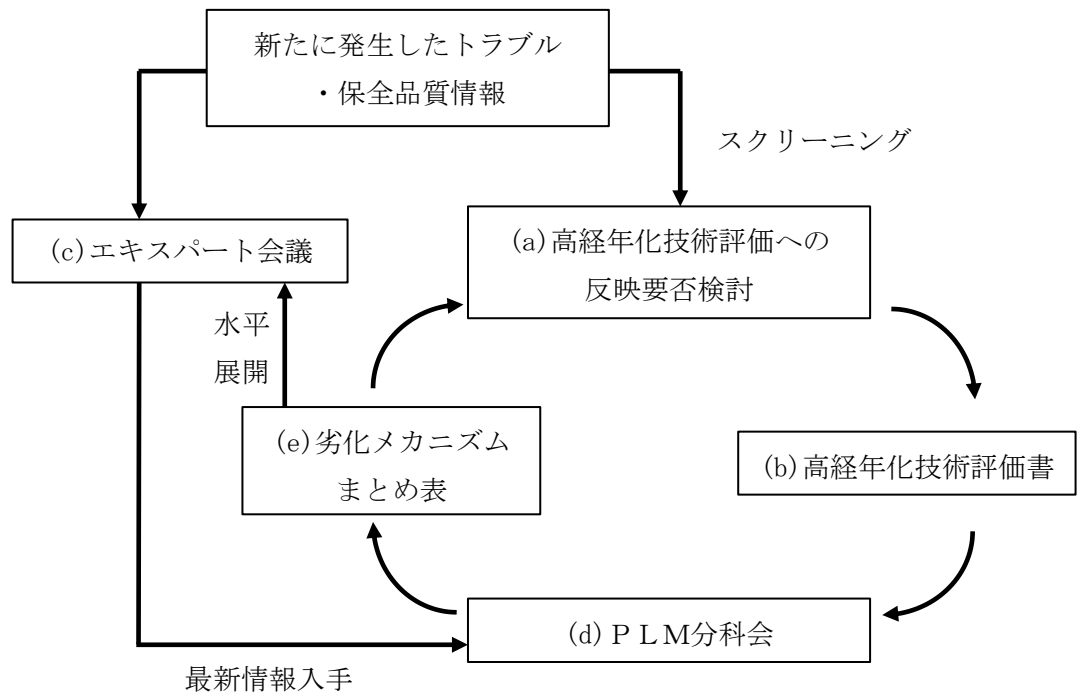 新たに発生したトラブル
・保全品質情報
スクリーニング
(c)エキスパート会議
(a)高経年化技術評価への
反映要否検討
水平
展開
(e)劣化メカニズム
まとめ表
(b)高経年化技術評価書
(d)ＰＬＭ分科会
最新情報入手